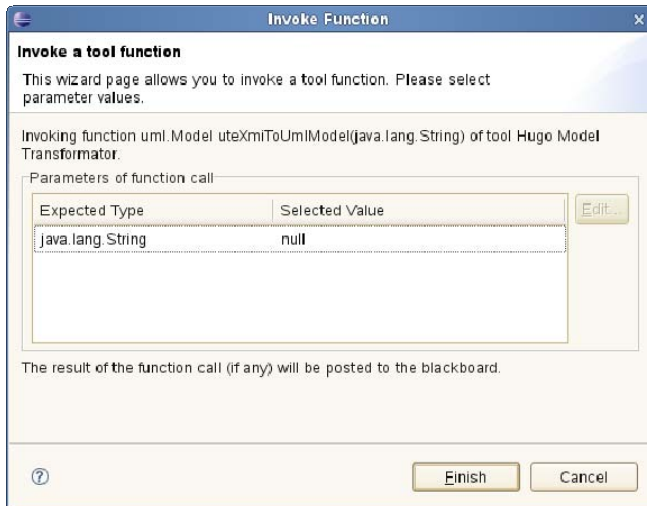 Invoke Function
Invoke a tool function
This wizard page allows you to invoke a tool function. Please select
parameter values.
Invoking function uml.Model uteXmiToUmlModel(java.lang.String) of tool Hugo Model
Transformator.
Parameters of function call
Expected Type Selected Value Edit...
java.lang.String null
The result of the function call (if any) will be posted to the blackboard.
Finish Cancel